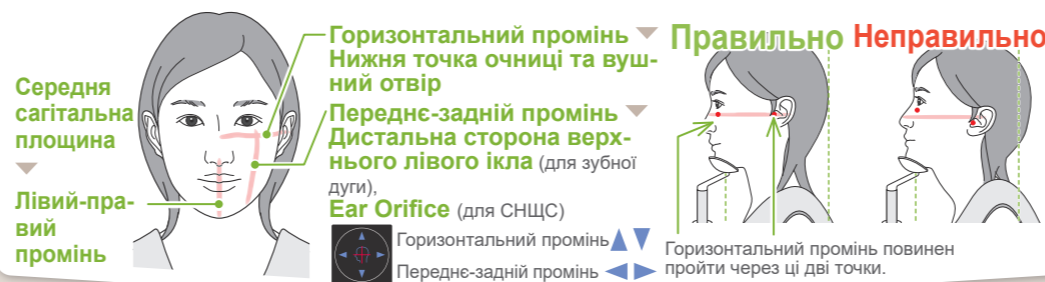 Середня
сагітальна
площина
Лівий-пра-
вий
промінь
Горизонтальний промінь
Нижня точка очниці та вуш-
ний отвір
Переднє-задній промінь
Дистальна сторона верх-
нього лівого ікла (для зубної
дуги),
Ear Orifice (для СНЩС)
Горизонтальний промінь
Переднє-задній промінь
Правильно
Неправильно
Горизонтальний промінь повинен
пройти через ці дві точки.